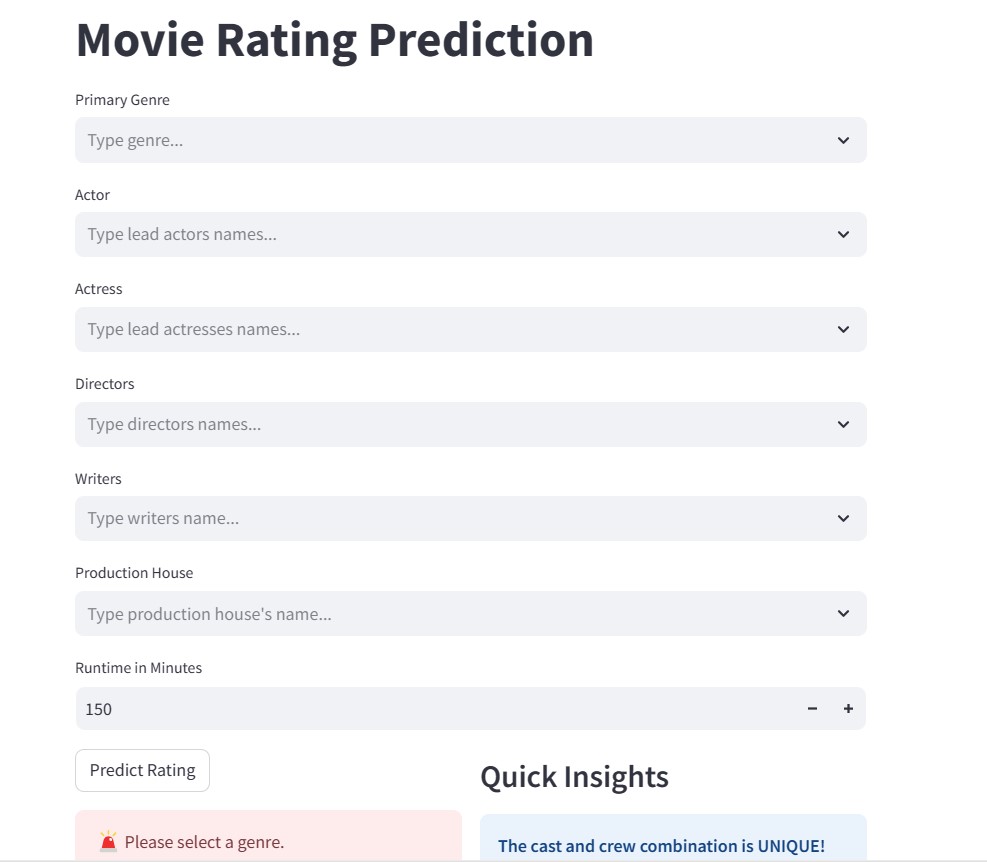 Movie Rating Prediction
Primary Genre
Type genre...
Actor
Type lead actors names...
Actress
Type lead actresses names...
Directors
Type directors names...
Writers
Type writers name...
Production House
Type production house's name...
Runtime in Minutes
150
Predict Rating
Quick Insights
🚨 Please select a genre.
The cast and crew combination is UNIQUE!